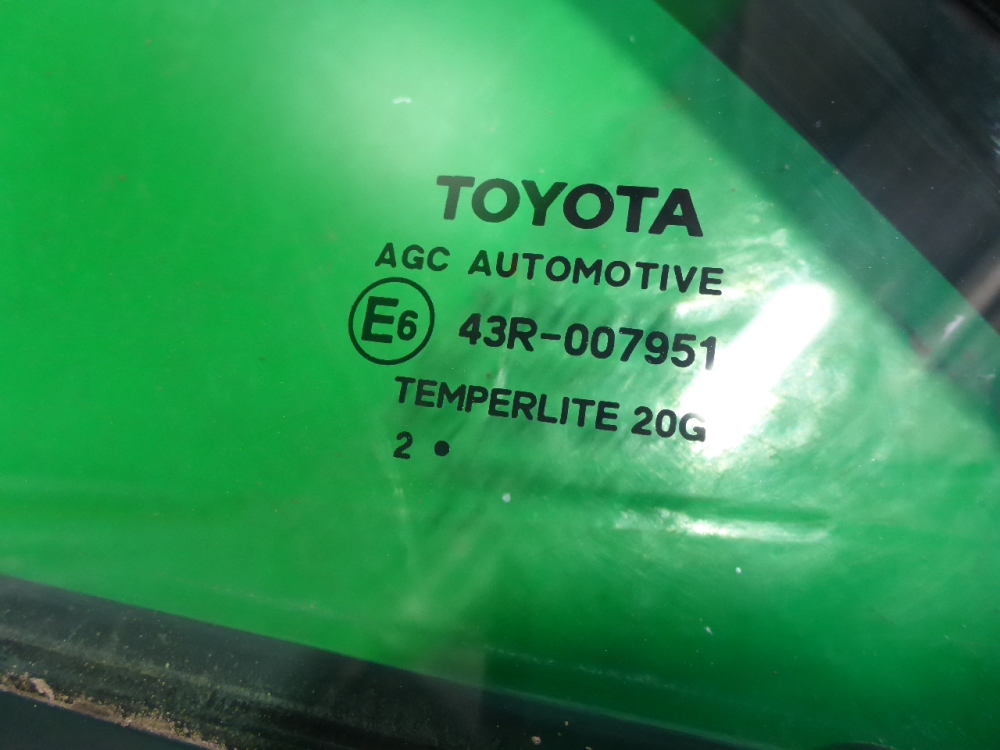 TOYOTA
AGC AUTOMOTIVE
E6 43R-007951
TEMPERLITE 20G
2 •